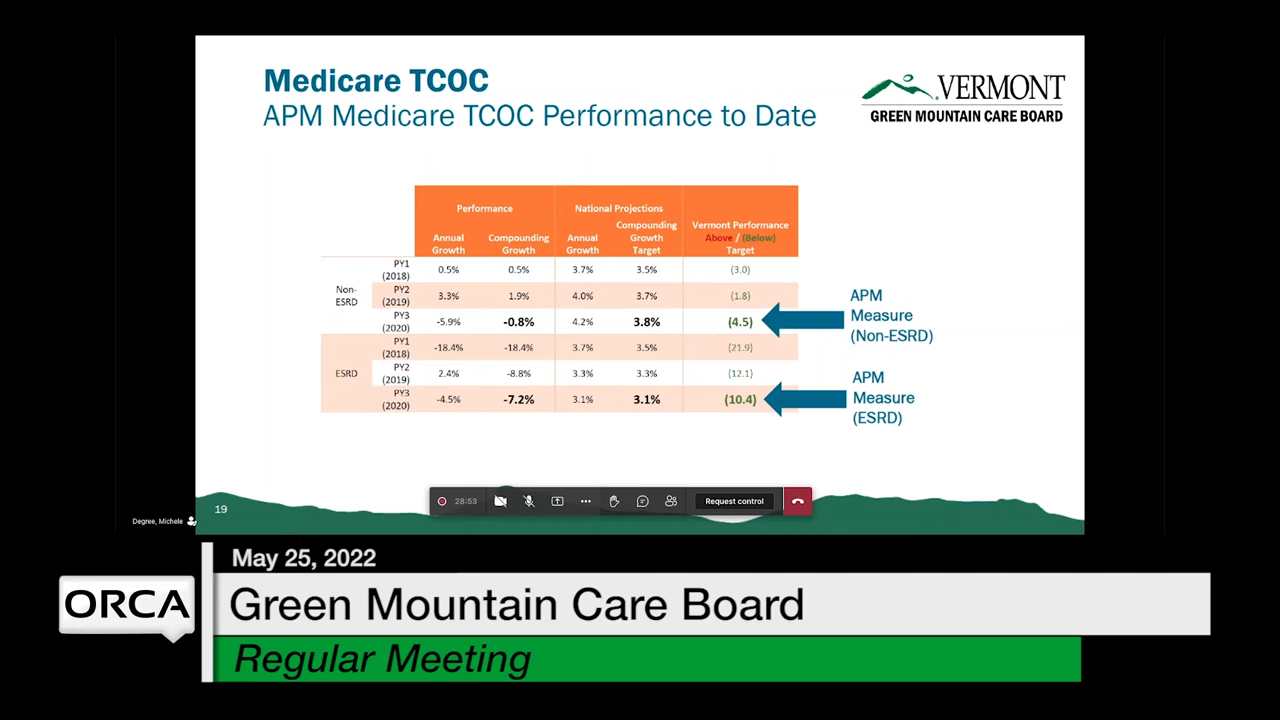 Medicare TCOC
APM Medicare TCOC Performance to Date
VERMONT
GREEN MOUNTAIN CARE BOARD
Performance National Projections
Annual Growth Compounding Growth Annual Growth Compounding Growth Target Vermont Performance Above / (Below) Target
Non-ESRD
PY1 (2018) 0.5% 0.5% 3.7% 3.5% (3.0)
PY2 (2019) 3.3% 1.9% 4.0% 3.7% (1.8)
PY3 (2020) -5.9% -0.8% 4.2% 3.8% (4.5)
ESRD
PY1 (2018) -18.4% -18.4% 3.7% 3.5% (21.9)
PY2 (2019) 2.4% -8.8% 3.3% 3.3% (12.1)
PY3 (2020) -4.5% -7.2% 3.1% 3.1% (10.4)
APM
Measure
(Non-ESRD)
APM
Measure
(ESRD)
19
28:53
Request control
Degree, Michele
May 25, 2022
ORCA
Green Mountain Care Board
Regular Meeting